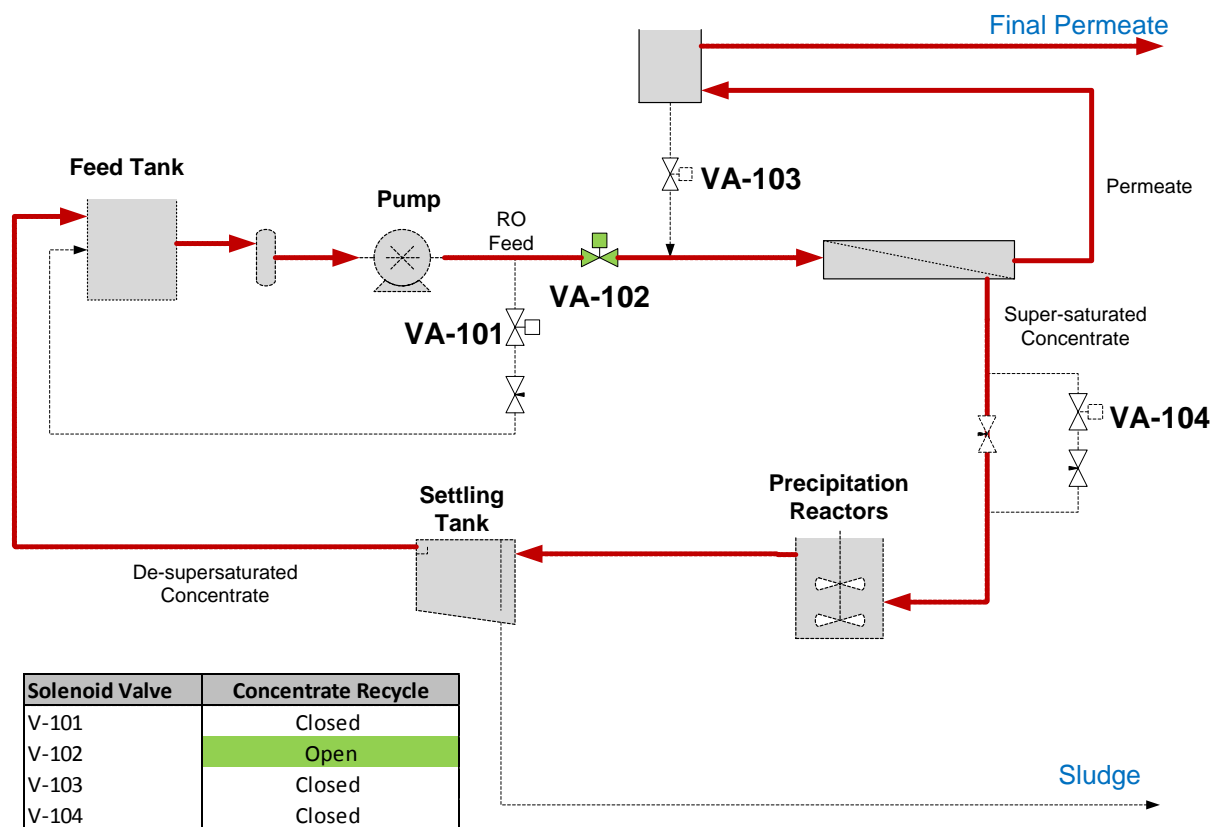 Final Permeate
Feed Tank
Pump
VA-103
Permeate
RO
Feed
VA-102
VA-101
Super-saturated
Concentrate
VA-104
Settling
Tank
Precipitation
Reactors
De-supersaturated
Concentrate
Solenoid Valve Concentrate Recycle
V-101 Closed
V-102 Open
V-103 Closed
V-104 Closed
Sludge